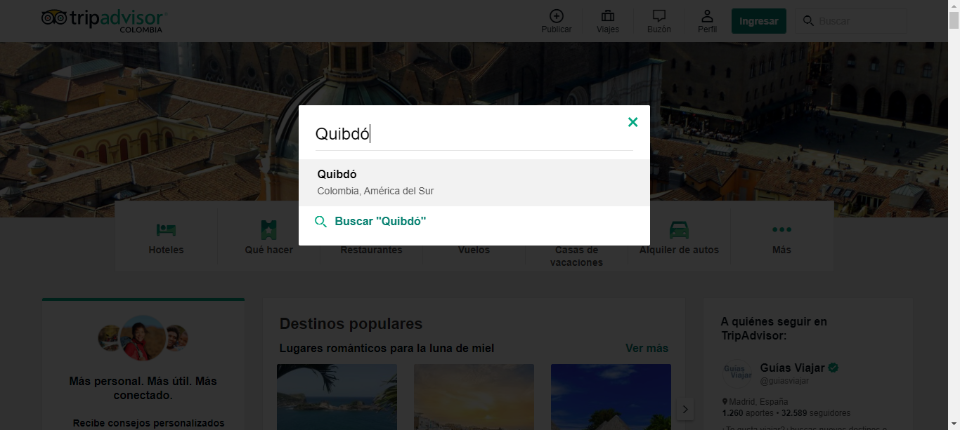 tripadvisor
COLOMBIA
Publicar
Viajes
Buzón
Perfil
Ingresar
Buscar
Quibdó
Quibdó
Colombia, América del Sur
Buscar "Quibdó"
Hoteles
Qué hacer
Restaurantes
Vuelos
Casas de
vacaciones
Alquiler de autos
Más
Más personal. Más útil. Más
conectado.
Recibe consejos personalizados
Destinos populares
Lugares románticos para la luna de miel
Ver más
A quiénes seguir en
TripAdvisor:
Guías Viajar
@guiasviajar
Madrid, España
1.260 aportes • 32.589 seguidores